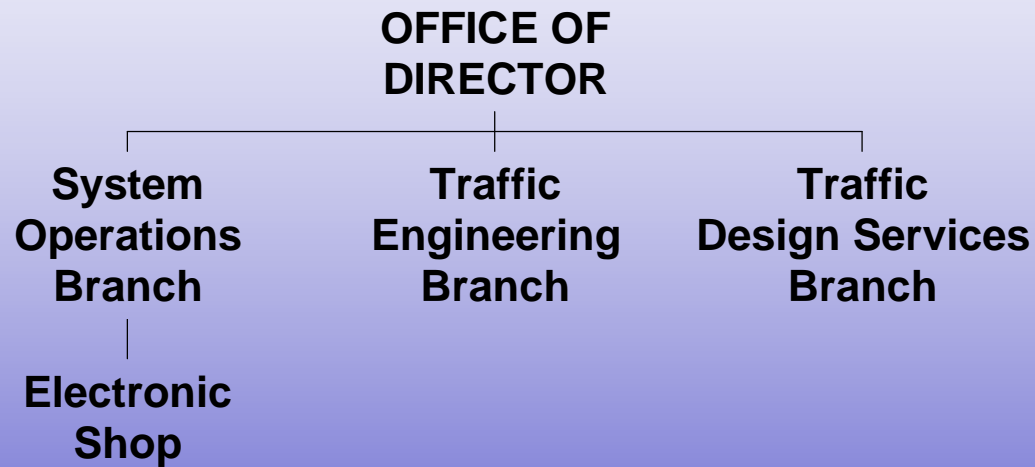 OFFICE OF
DIRECTOR
System
Operations
Branch
Traffic
Engineering
Branch
Traffic
Design Services
Branch
Electronic
Shop